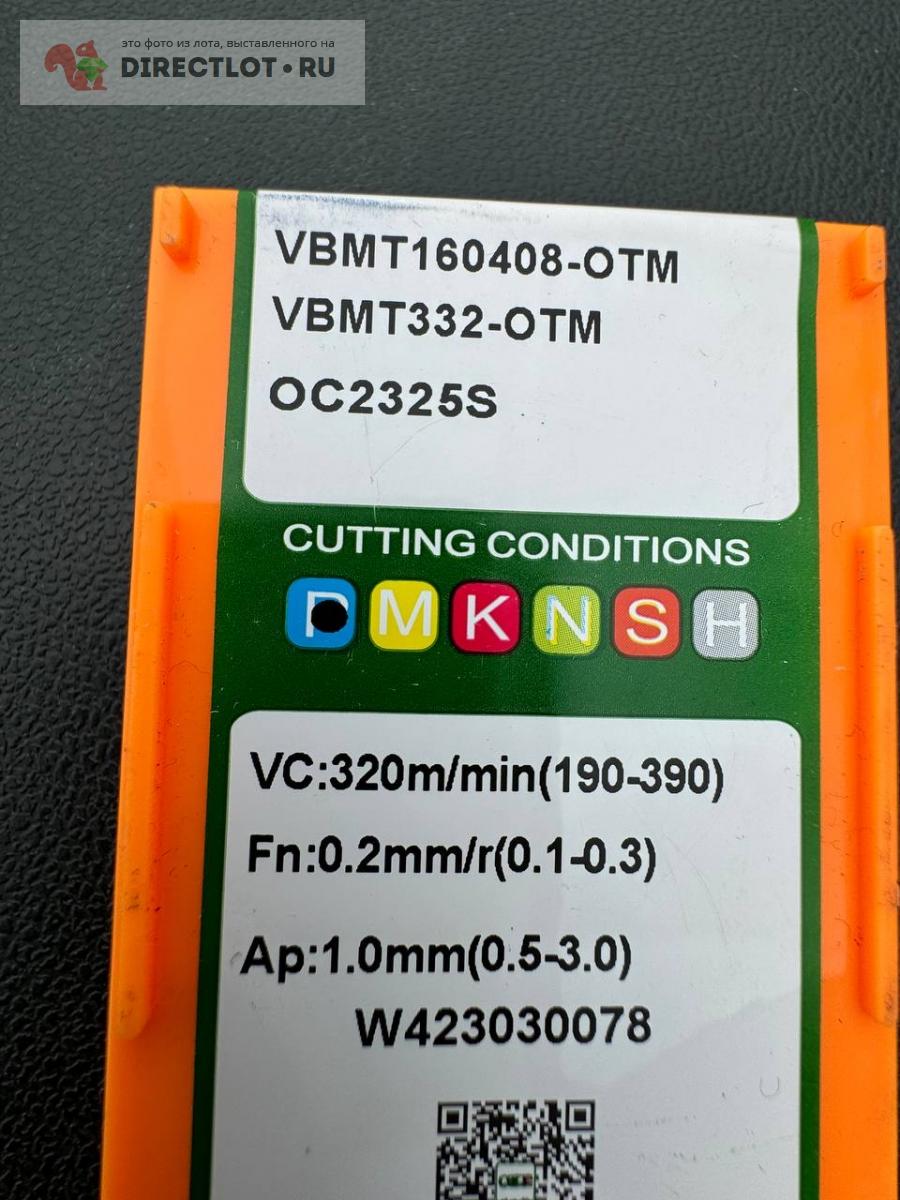 это фото из лота, выставленного на
DIRECTLOT•RU
VBMT160408-OTM
VBMT332-OTM
OC2325S
CUTTING CONDITIONS
P M K N S H
VC:320m/min(190-390)
Fn:0.2mm/r(0.1-0.3)
Ap:1.0mm(0.5-3.0)
W423030078